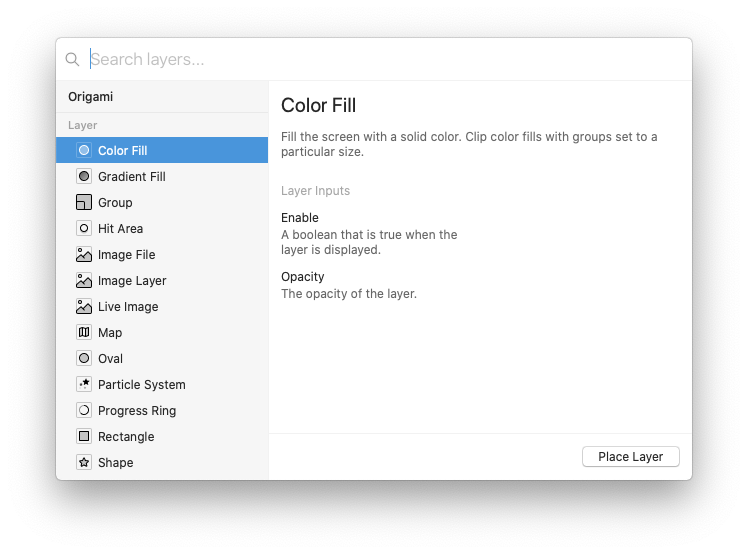 Search layers...
Origami
Layer
Color Fill
Gradient Fill
Group
Hit Area
Image File
Image Layer
Live Image
Map
Oval
Particle System
Progress Ring
Rectangle
Shape
Color Fill
Fill the screen with a solid color. Clip color fills with groups set to a
particular size.
Layer Inputs
Enable
A boolean that is true when the
layer is displayed.
Opacity
The opacity of the layer.
Place Layer